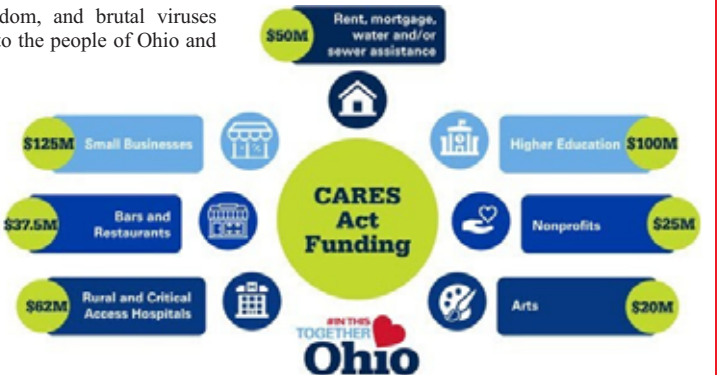 dom, and brutal viruses
to the people of Ohio and
$50M
Rent, mortgage,
water and/or
sewer assistance
$125M Small Businesses
Higher Education $100M
CARES
Act
Funding
$37.5M
Bars and
Restaurants
Nonprofits $25M
$62M
Rural and Critical
Access Hospitals
Arts $20M
#INTHIS
TOGETHER
Ohio